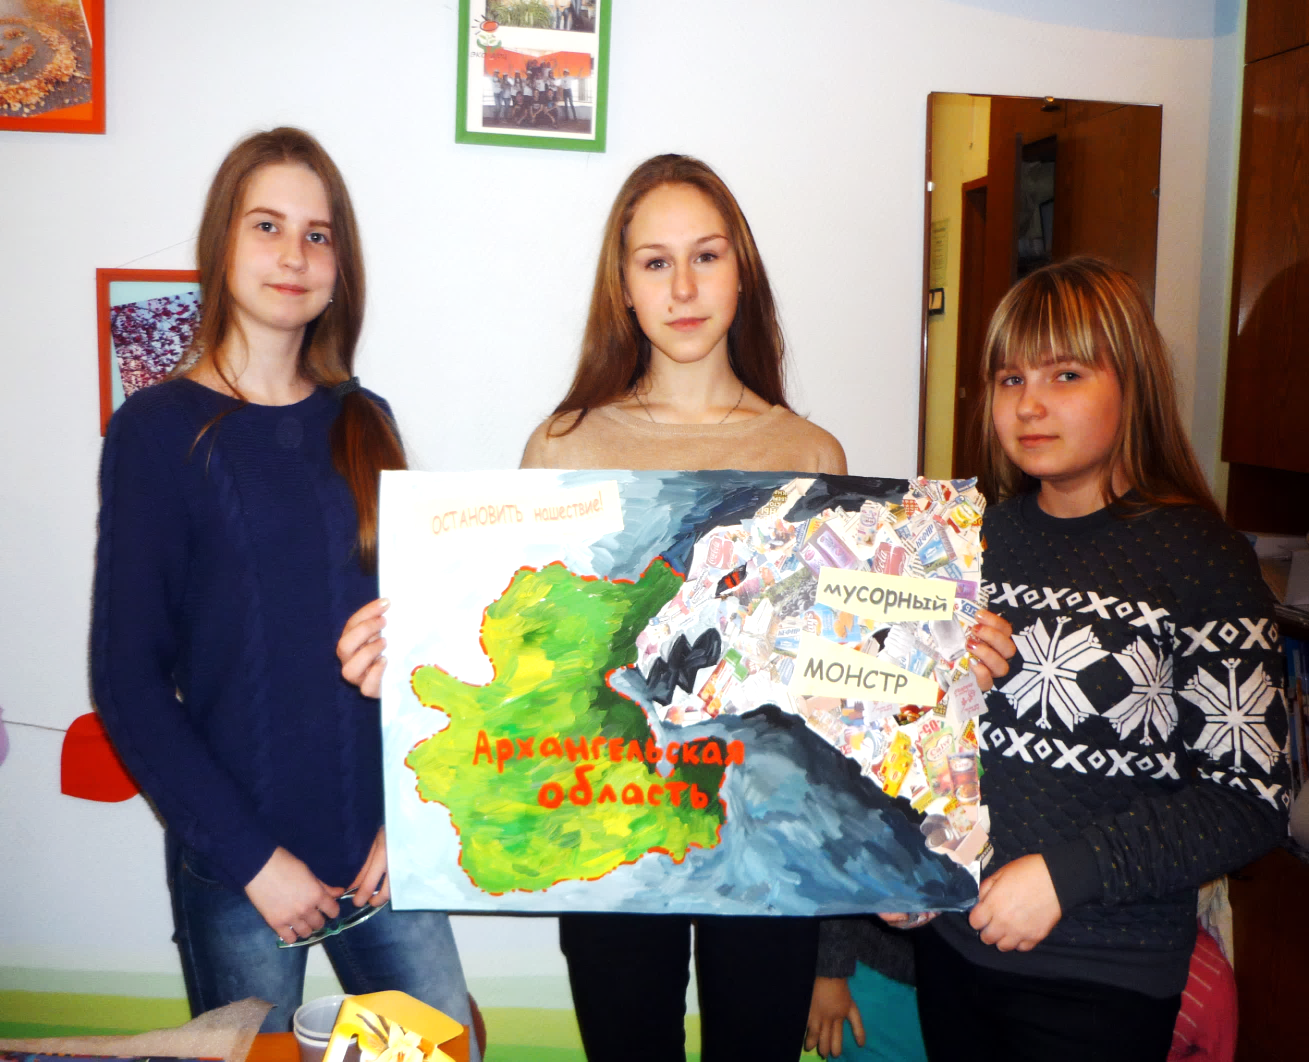 ОСТАНОВИТЬ нашествие!
мусорный
МОНСТР
Архангельская
область